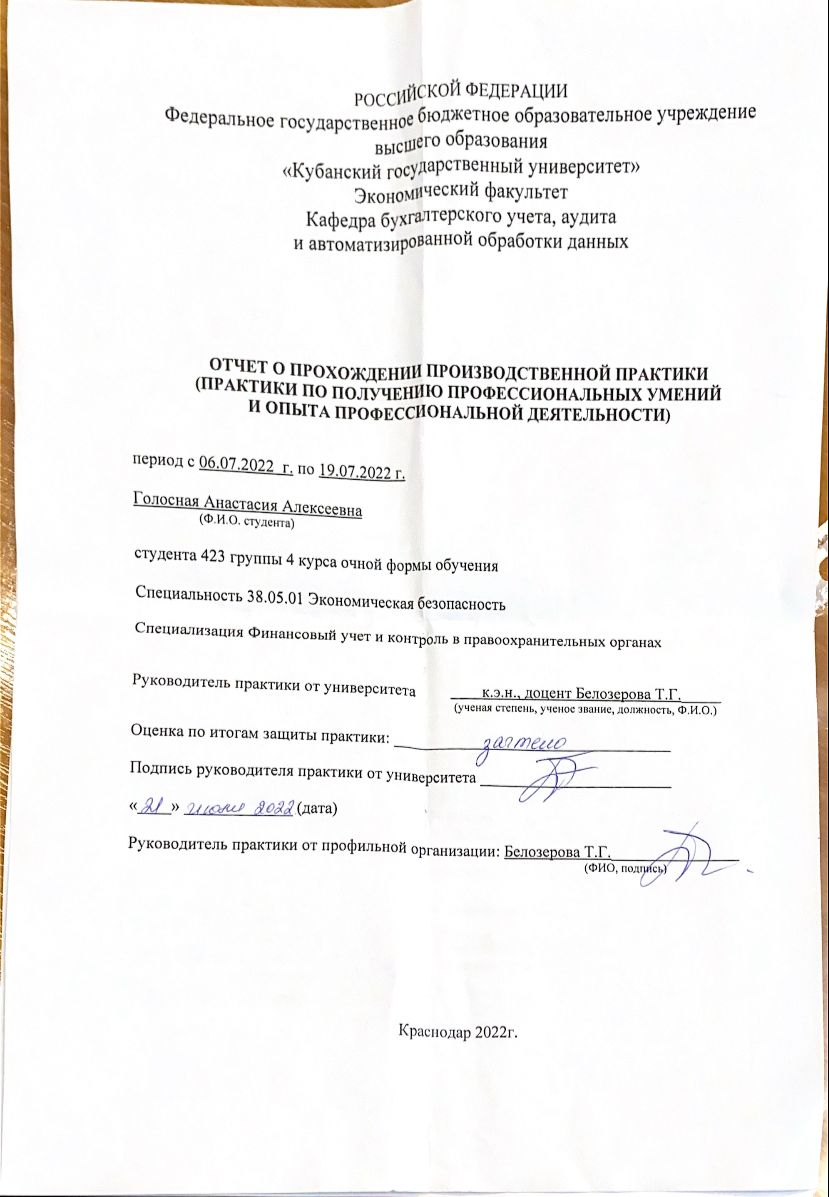 РОССИЙСКОЙ ФЕДЕРАЦИИ
Федеральное государственное бюджетное образовательное учреждение
высшего образования
«Кубанский государственный университет»
Экономический факультет
Кафедра бухгалтерского учета, аудита
и автоматизированной обработки данных
ОТЧЕТ О ПРОХОЖДЕНИИ ПРОИЗВОДСТВЕННОЙ ПРАКТИКИ
(ПРАКТИКИ ПО ПОЛУЧЕНИЮ ПРОФЕССИОНАЛЬНЫХ УМЕНИЙ
И ОПЫТА ПРОФЕССИОНАЛЬНОЙ ДЕЯТЕЛЬНОСТИ)
период с 06.07.2022 г. по 19.07.2022 г.
Голосная Анастасия Алексеевна
(Ф.И.О. студента)
студента 423 группы 4 курса очной формы обучения
Специальность 38.05.01 Экономическая безопасность
Специализация Финансовый учет и контроль в правоохранительных органах
Руководитель практики от университета к.э.н., доцент Белозерова Т.Г.
(ученая степень, ученое звание, должность, Ф.И.О.)
Оценка по итогам защиты практики: зачтено
Подпись руководителя практики от университета
«21» июля 2022 (дата)
Руководитель практики от профильной организации: Белозерова Т.Г.
(ФИО, подпись)
Краснодар 2022г.